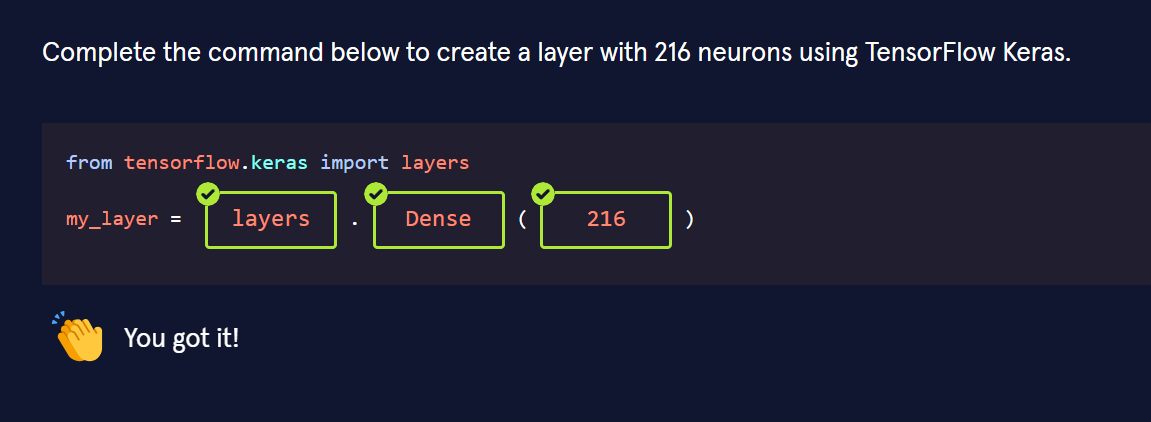 Complete the command below to create a layer with 216 neurons using TensorFlow Keras.
from tensorflow.keras import layers
my_layer = layers . Dense ( 216 )
You got it!